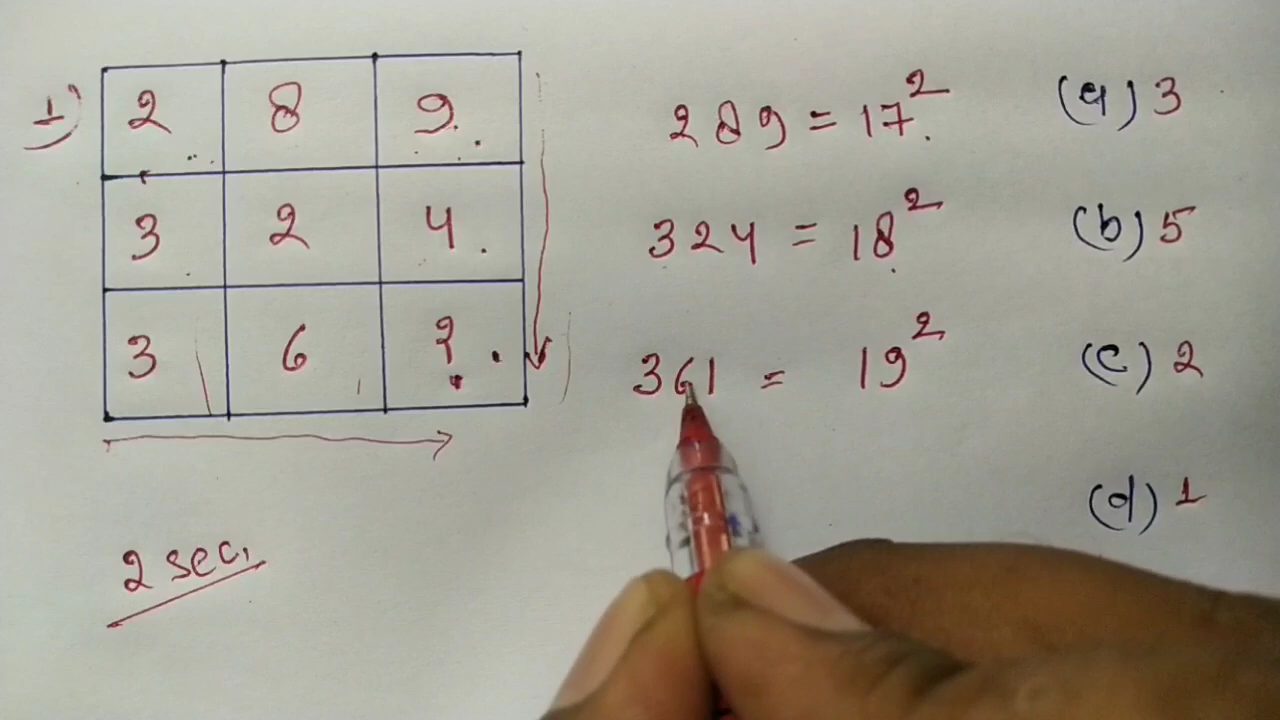 1)
2 8 9
3 2 4
3 6 ?
2 sec.
289 = 17²
324 = 18²
361 = 19²
(a) 3
(b) 5
(c) 2
(d) 1